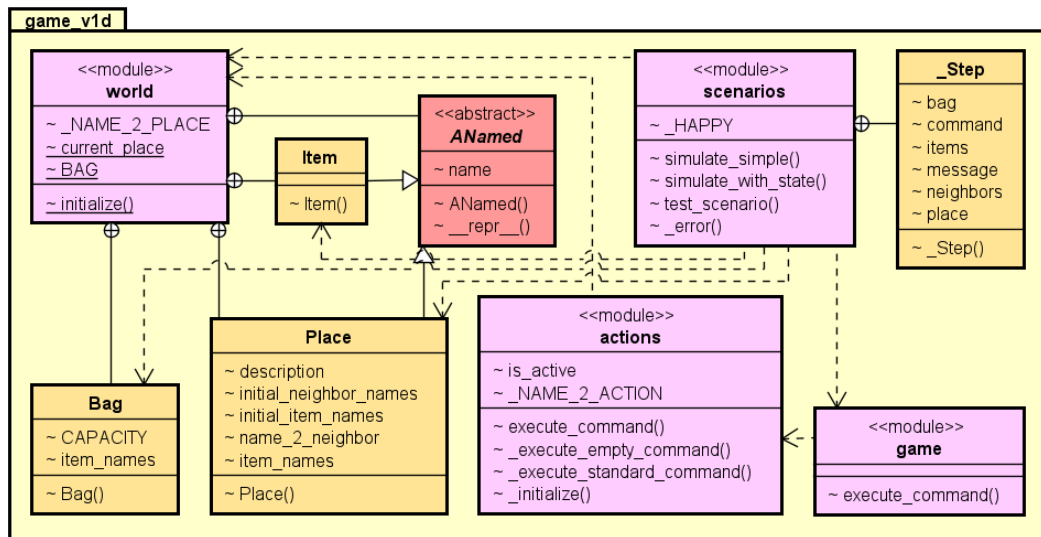 game_v1d
<<module>>
world
~ _NAME_2_PLACE
~ current_place
~ BAG
~ initialize()
<<abstract>>
ANamed
~ name
~ ANamed()
~ __repr__()
Item
~ Item()
<<module>>
scenarios
~ _HAPPY
~ simulate_simple()
~ simulate_with_state()
~ test_scenario()
~ _error()
_Step
~ bag
~ command
~ items
~ message
~ neighbors
~ place
~ _Step()
Bag
~ CAPACITY
~ item_names
~ Bag()
Place
~ description
~ initial_neighbor_names
~ initial_item_names
~ name_2_neighbor
~ item_names
~ Place()
<<module>>
actions
~ is_active
~ _NAME_2_ACTION
~ execute_command()
~ _execute_empty_command()
~ _execute_standard_command()
~ _initialize()
<<module>>
game
~ execute_command()